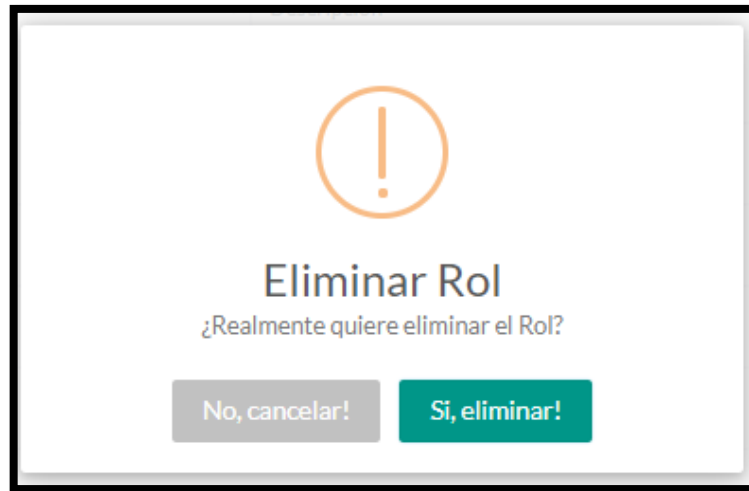 Eliminar Rol
¿Realmente quiere eliminar el Rol?
No, cancelar!
Si, eliminar!